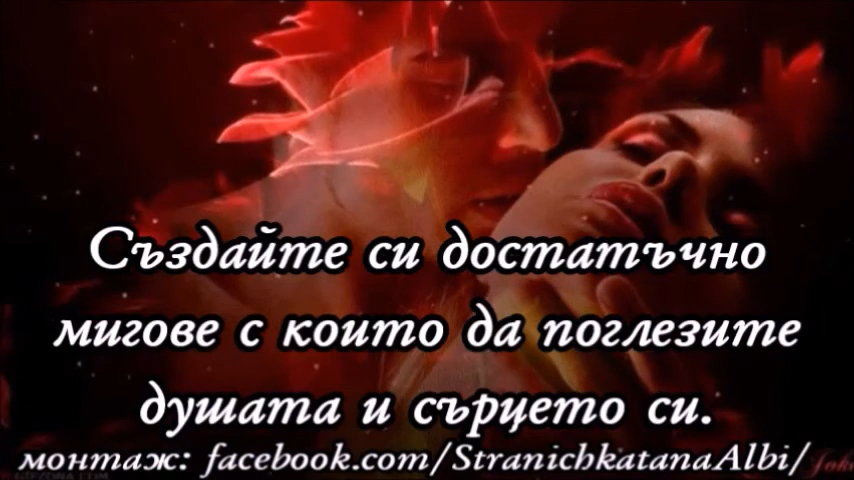 Създайте си достатъчно
мигове с които да поглезите
душата и сърцето си.
монтаж: facebook.com/StranichkatanaAlbi/